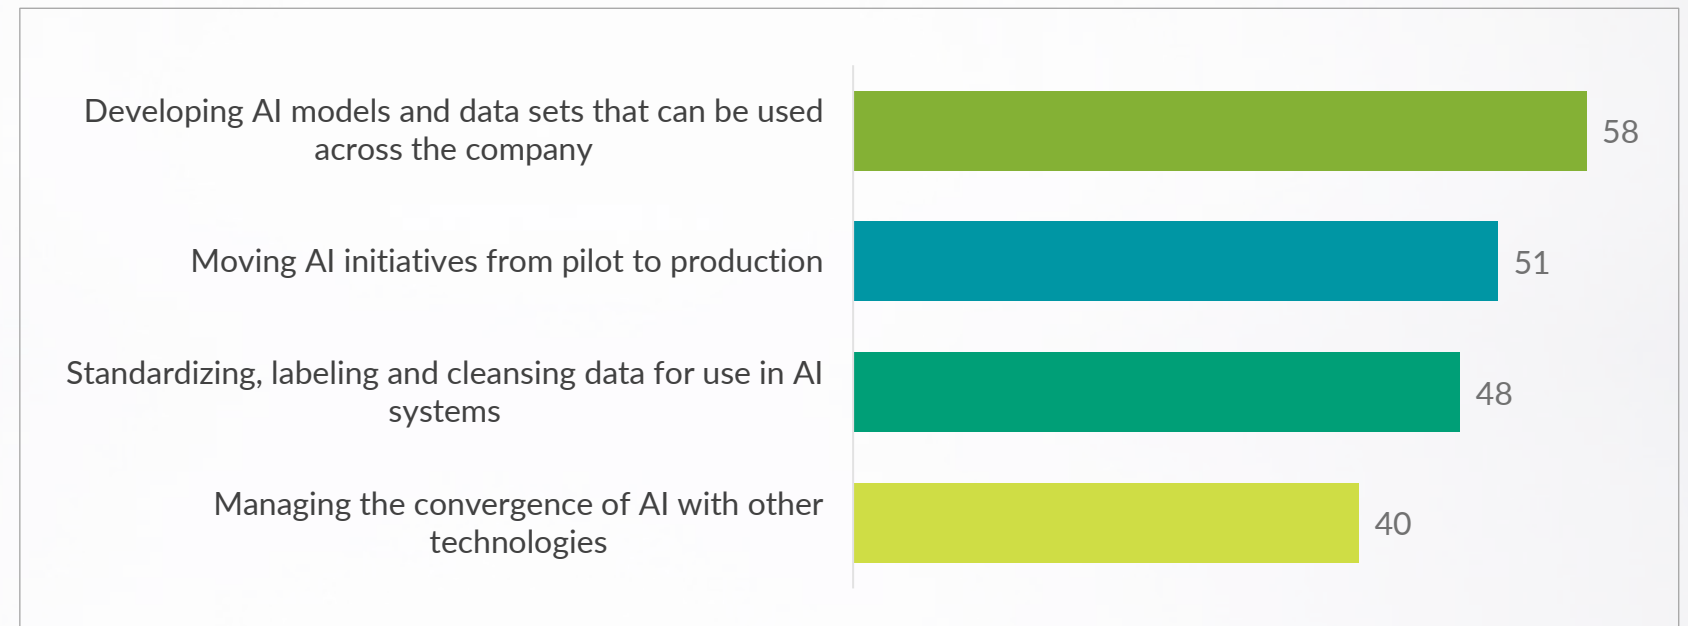 Developing AI models and data sets that can be used
across the company
58
Moving AI initiatives from pilot to production
51
Standardizing, labeling and cleansing data for use in AI
systems
48
Managing the convergence of AI with other
technologies
40